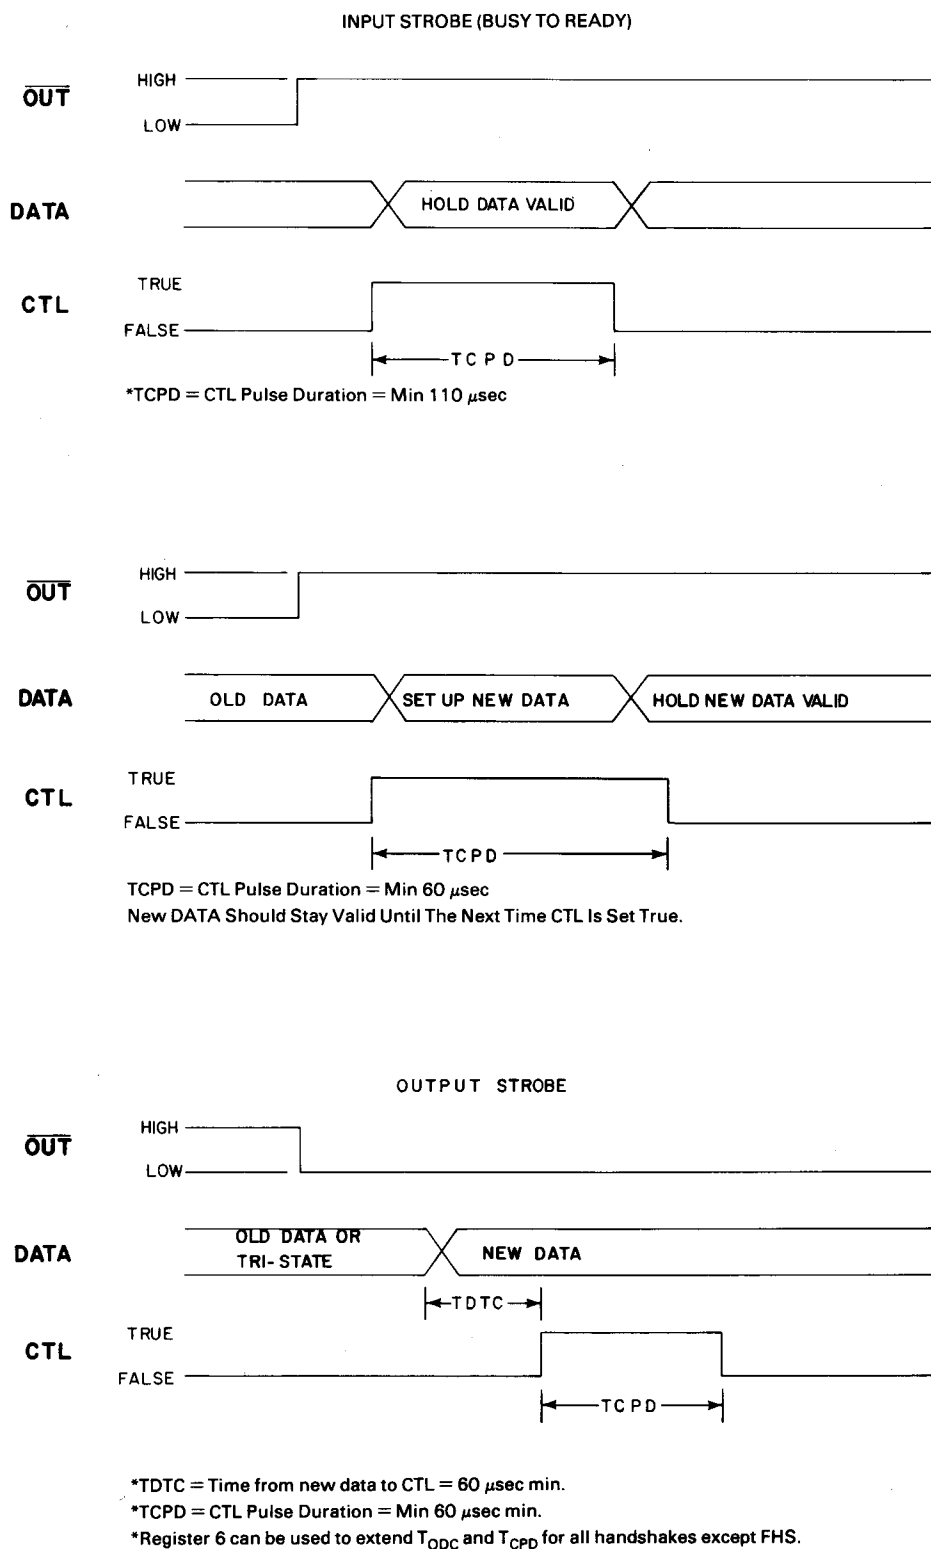 INPUT STROBE (BUSY TO READY)
OUT
HIGH
LOW
DATA
HOLD DATA VALID
CTL
TRUE
FALSE
TCPD
*TCPD = CTL Pulse Duration = Min 110 μsec
OUT
HIGH
LOW
DATA
OLD DATA
SET UP NEW DATA
HOLD NEW DATA VALID
CTL
TRUE
FALSE
TCPD
TCPD = CTL Pulse Duration = Min 60 μsec
New DATA Should Stay Valid Until The Next Time CTL Is Set True.
OUTPUT STROBE
OUT
HIGH
LOW
DATA
OLD DATA OR
TRI-STATE
NEW DATA
TDTC
CTL
TRUE
FALSE
TCPD
*TDTC = Time from new data to CTL = 60 μsec min.
*TCPD = CTL Pulse Duration = Min 60 μsec min.
*Register 6 can be used to extend TODC and TCPD for all handshakes except FHS.